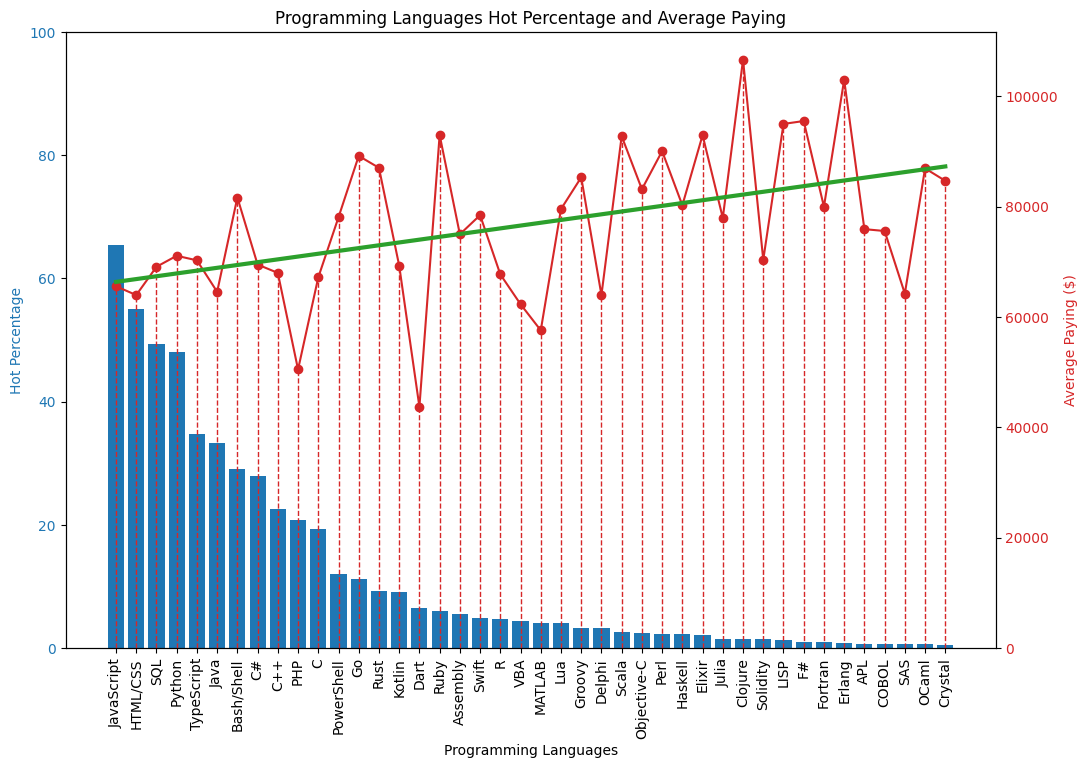 Programming Languages Hot Percentage and Average Paying
100
80
60
40
20
0
Hot Percentage
100000
80000
60000
40000
20000
0
Average Paying ($)
JavaScript
HTML/CSS
SQL
Python
TypeScript
Java
Bash/Shell
C#
C++
PHP
C
PowerShell
Go
Rust
Kotlin
Dart
Ruby
Assembly
Swift
R
VBA
MATLAB
Lua
Groovy
Delphi
Scala
Objective-C
Perl
Haskell
Elixir
Julia
Clojure
Solidity
LISP
F#
Fortran
Erlang
APL
COBOL
SAS
OCaml
Crystal
Programming Languages